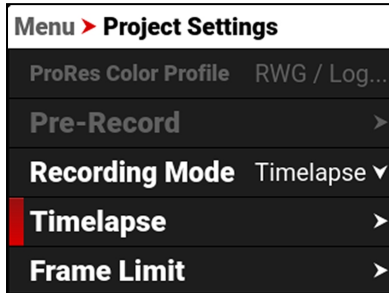 Menu > Project Settings
ProRes Color Profile RWG / Log...
Pre-Record >
Recording Mode Timelapse
Timelapse >
Frame Limit >